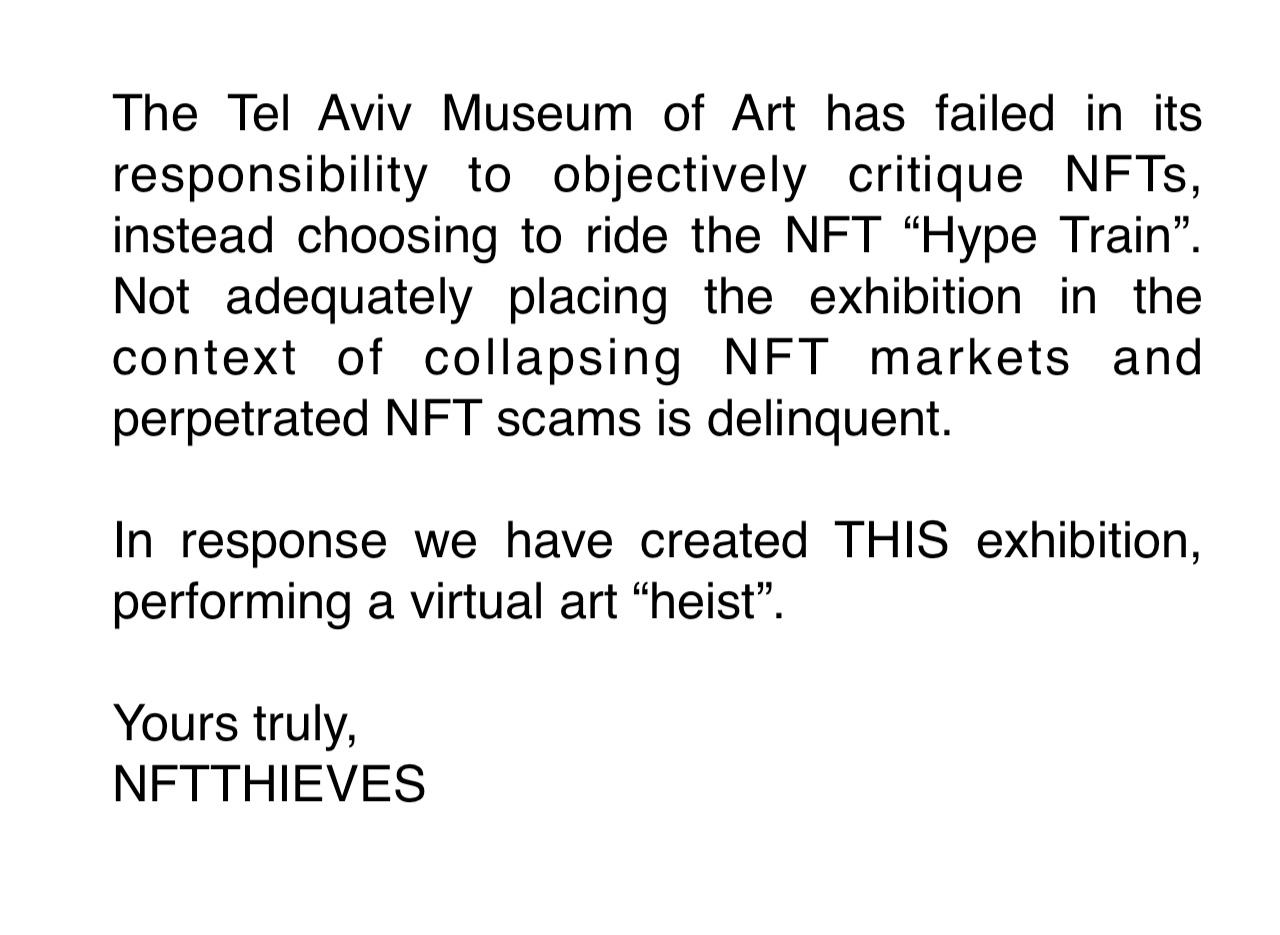 The Tel Aviv Museum of Art has failed in its
responsibility to objectively critique NFTs,
instead choosing to ride the NFT “Hype Train”.
Not adequately placing the exhibition in the
context of collapsing NFT markets and
perpetrated NFT scams is delinquent.
In response we have created THIS exhibition,
performing a virtual art “heist”.
Yours truly,
NFTTHIEVES